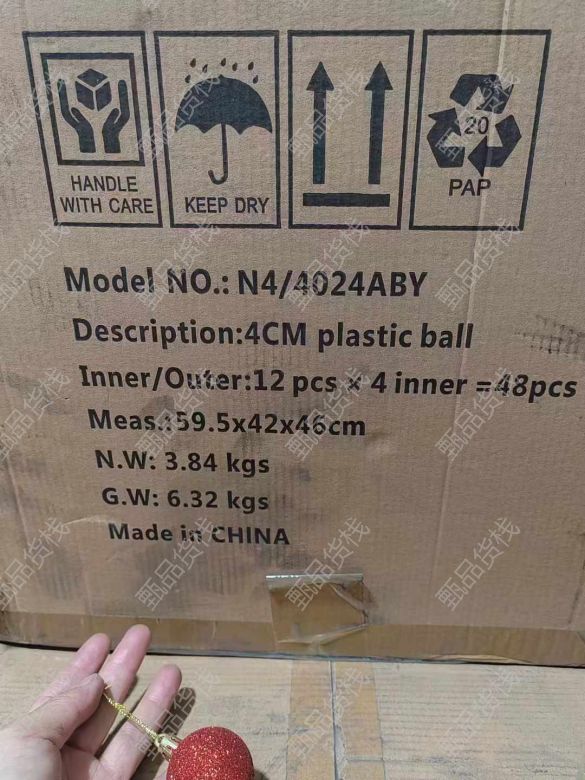 HANDLE
WITH CARE
KEEP DRY
20
PAP
Model NO.: N4/4024ABY
Description:4CM plastic ball
Inner/Outer:12 pcs × 4 inner =48pcs
Meas.:59.5x42x46cm
N.W: 3.84 kgs
G.W: 6.32 kgs
Made in CHINA
甄品货栈